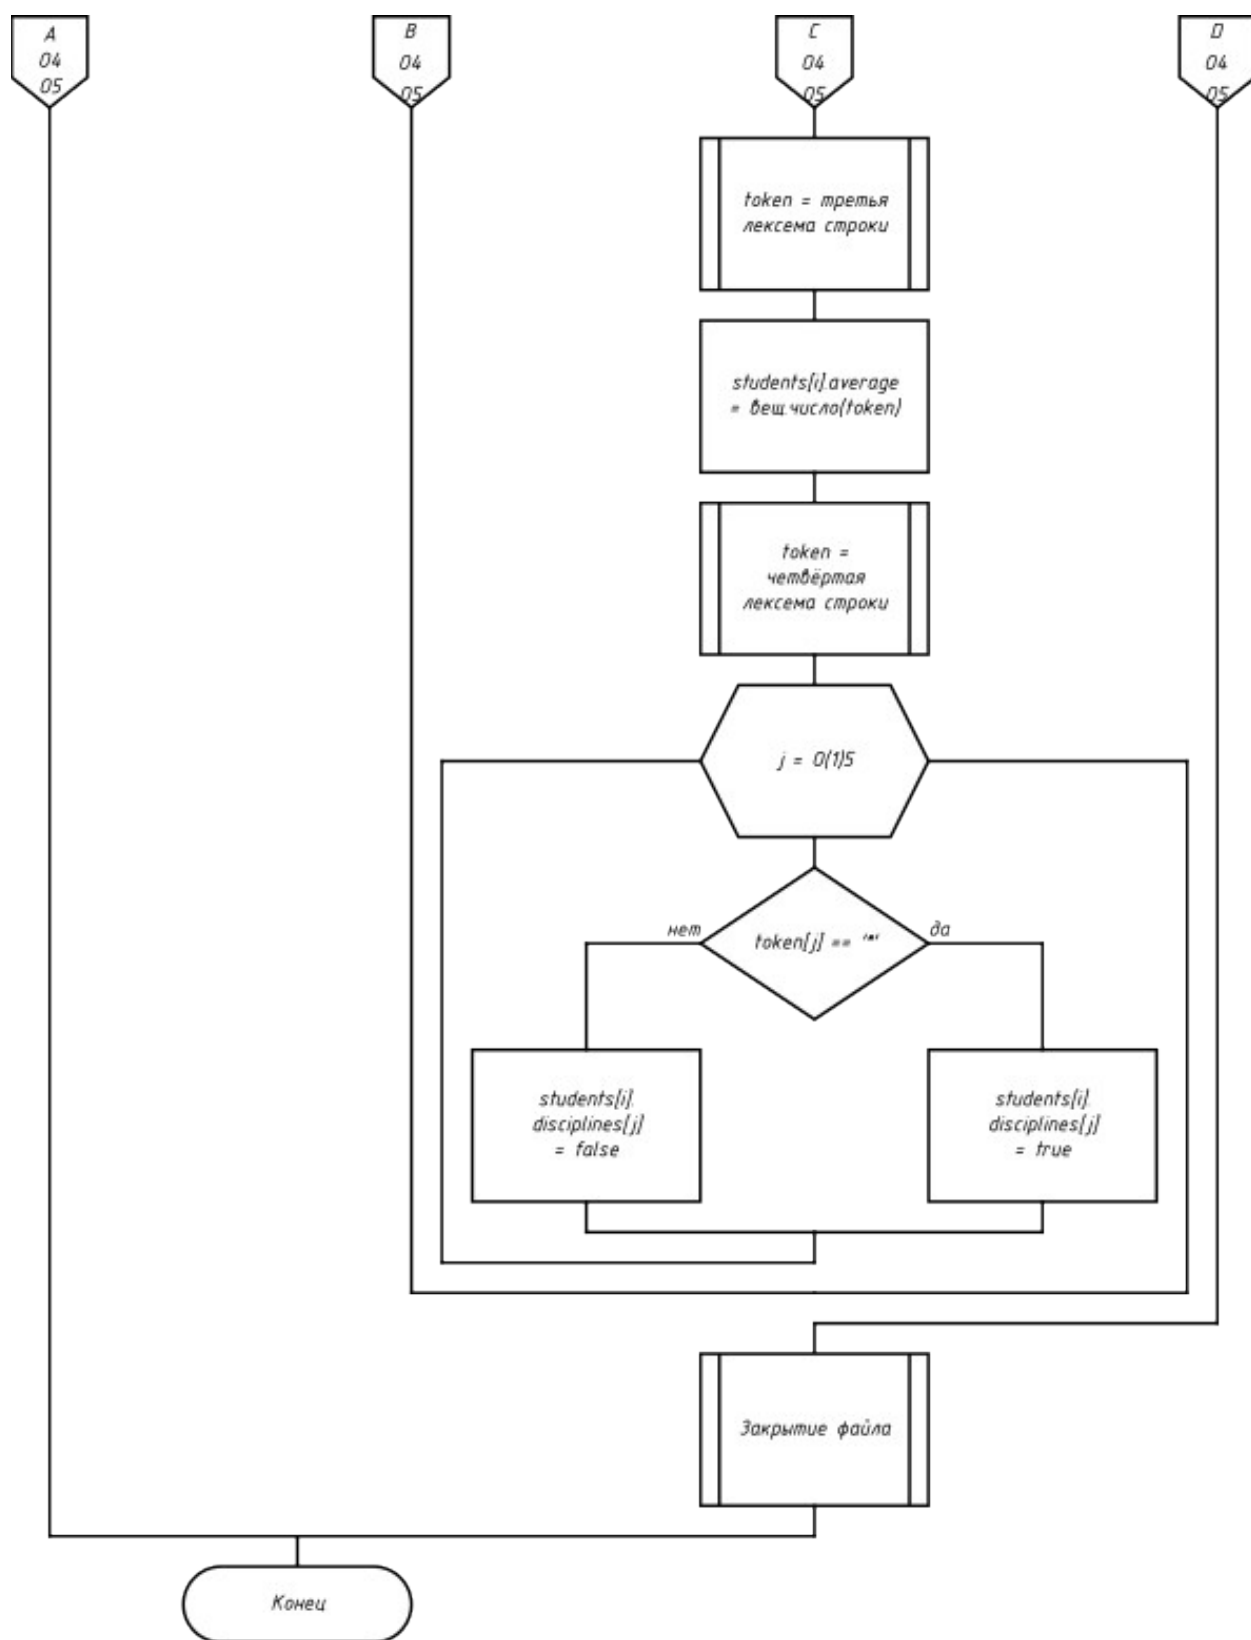 A
04
05
B
04
05
C
04
05
D
04
05
token = третья
лексема строки
students[i].average
= вещ.число(token)
token =
четвёртая
лексема строки
j = 0(1)5
нет
token[j] == '*'
да
students[i].
disciplines[j]
= false
students[i].
disciplines[j]
= true
Закрытие файла
Конец